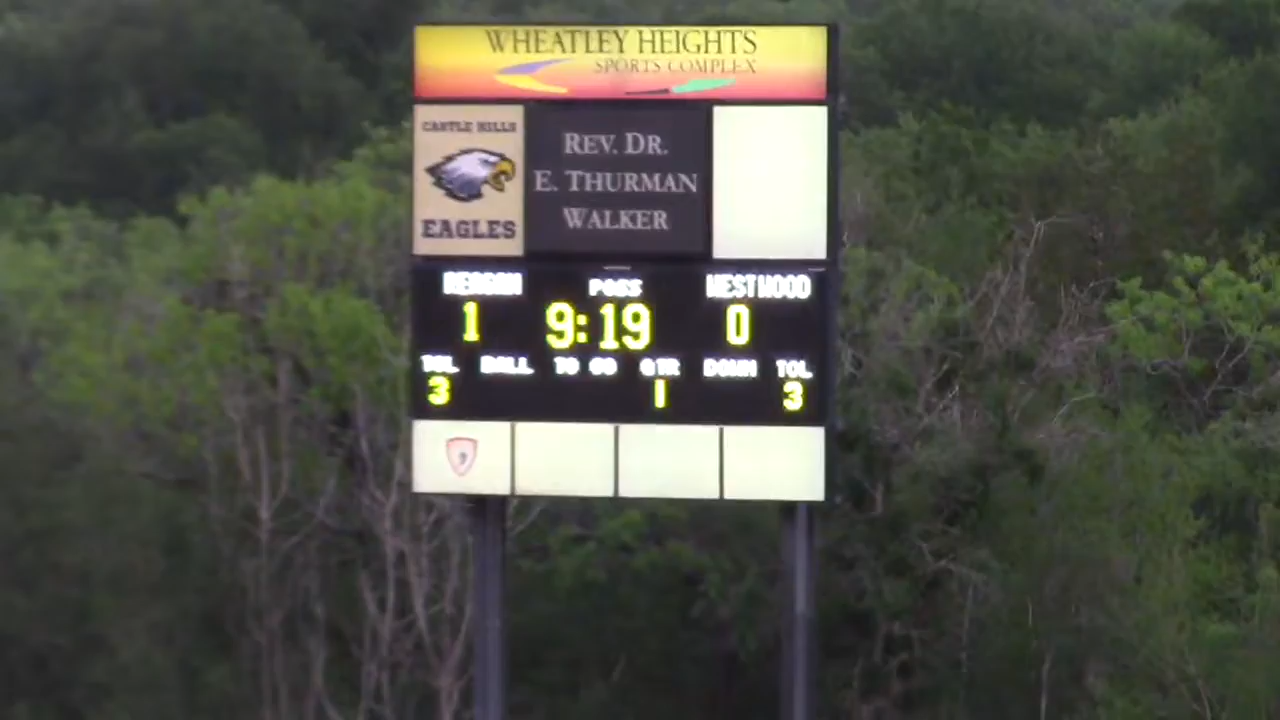 WHEATLEY HEIGHTS
SPORTS COMPLEX
CASTLE HILLS
EAGLES
REV. DR.
E. THURMAN
WALKER
REAGAN POSS WESTWOOD
1 9:19 0
TOL BALL TO GO QTR DOWN TOL
3 1 3